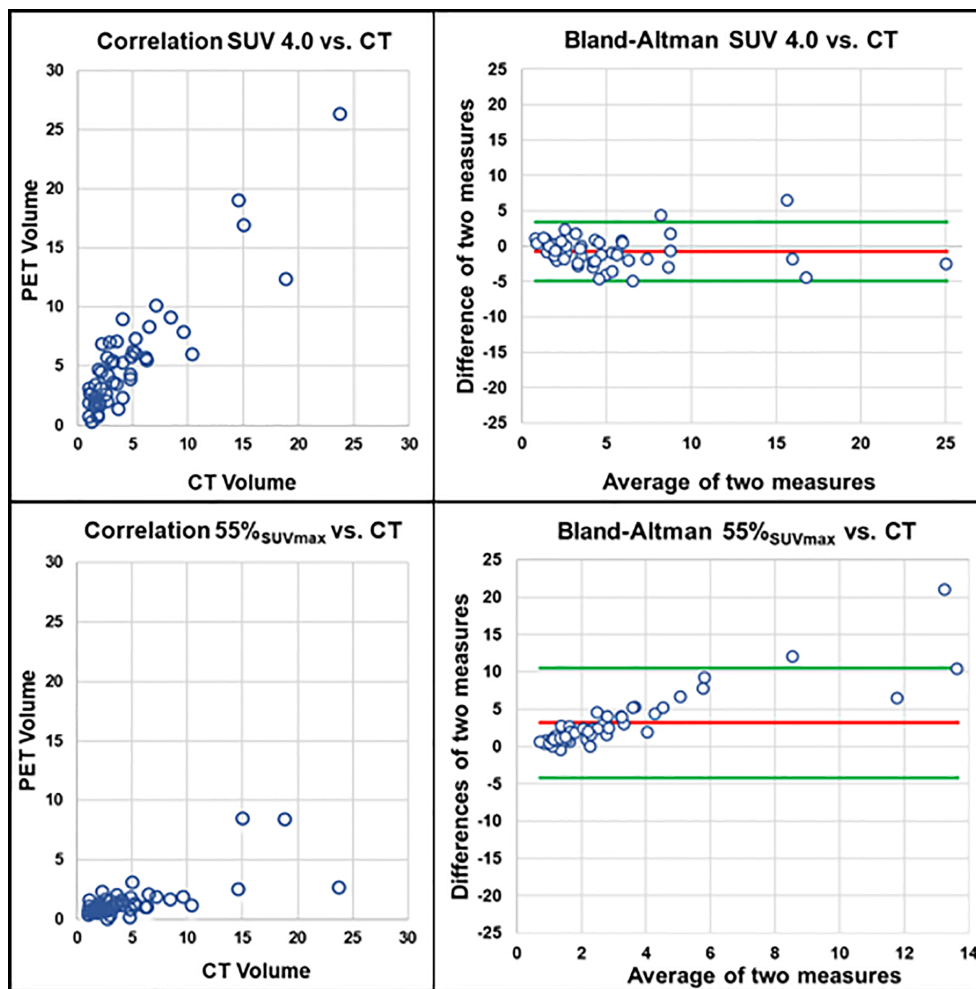 Correlation SUV 4.0 vs. CT
30
25
20
15
10
5
0
PET Volume
0 5 10 15 20 25 30
CT Volume
Bland-Altman SUV 4.0 vs. CT
25
20
15
10
5
0
-5
-10
-15
-20
-25
Difference of two measures
0 5 10 15 20 25
Average of two measures
Correlation 55%SUVmax vs. CT
30
25
20
15
10
5
0
PET Volume
0 5 10 15 20 25 30
CT Volume
Bland-Altman 55%SUVmax vs. CT
25
20
15
10
5
0
-5
-10
-15
-20
-25
Differences of two measures
0 2 4 6 8 10 12 14
Average of two measures